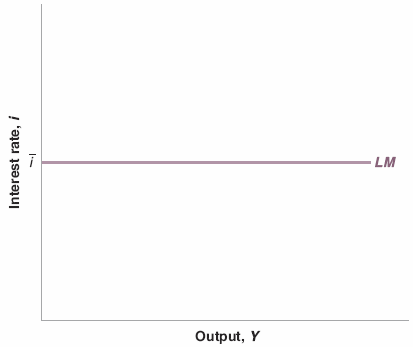 Interest rate, i
i̅
LM
Output, Y